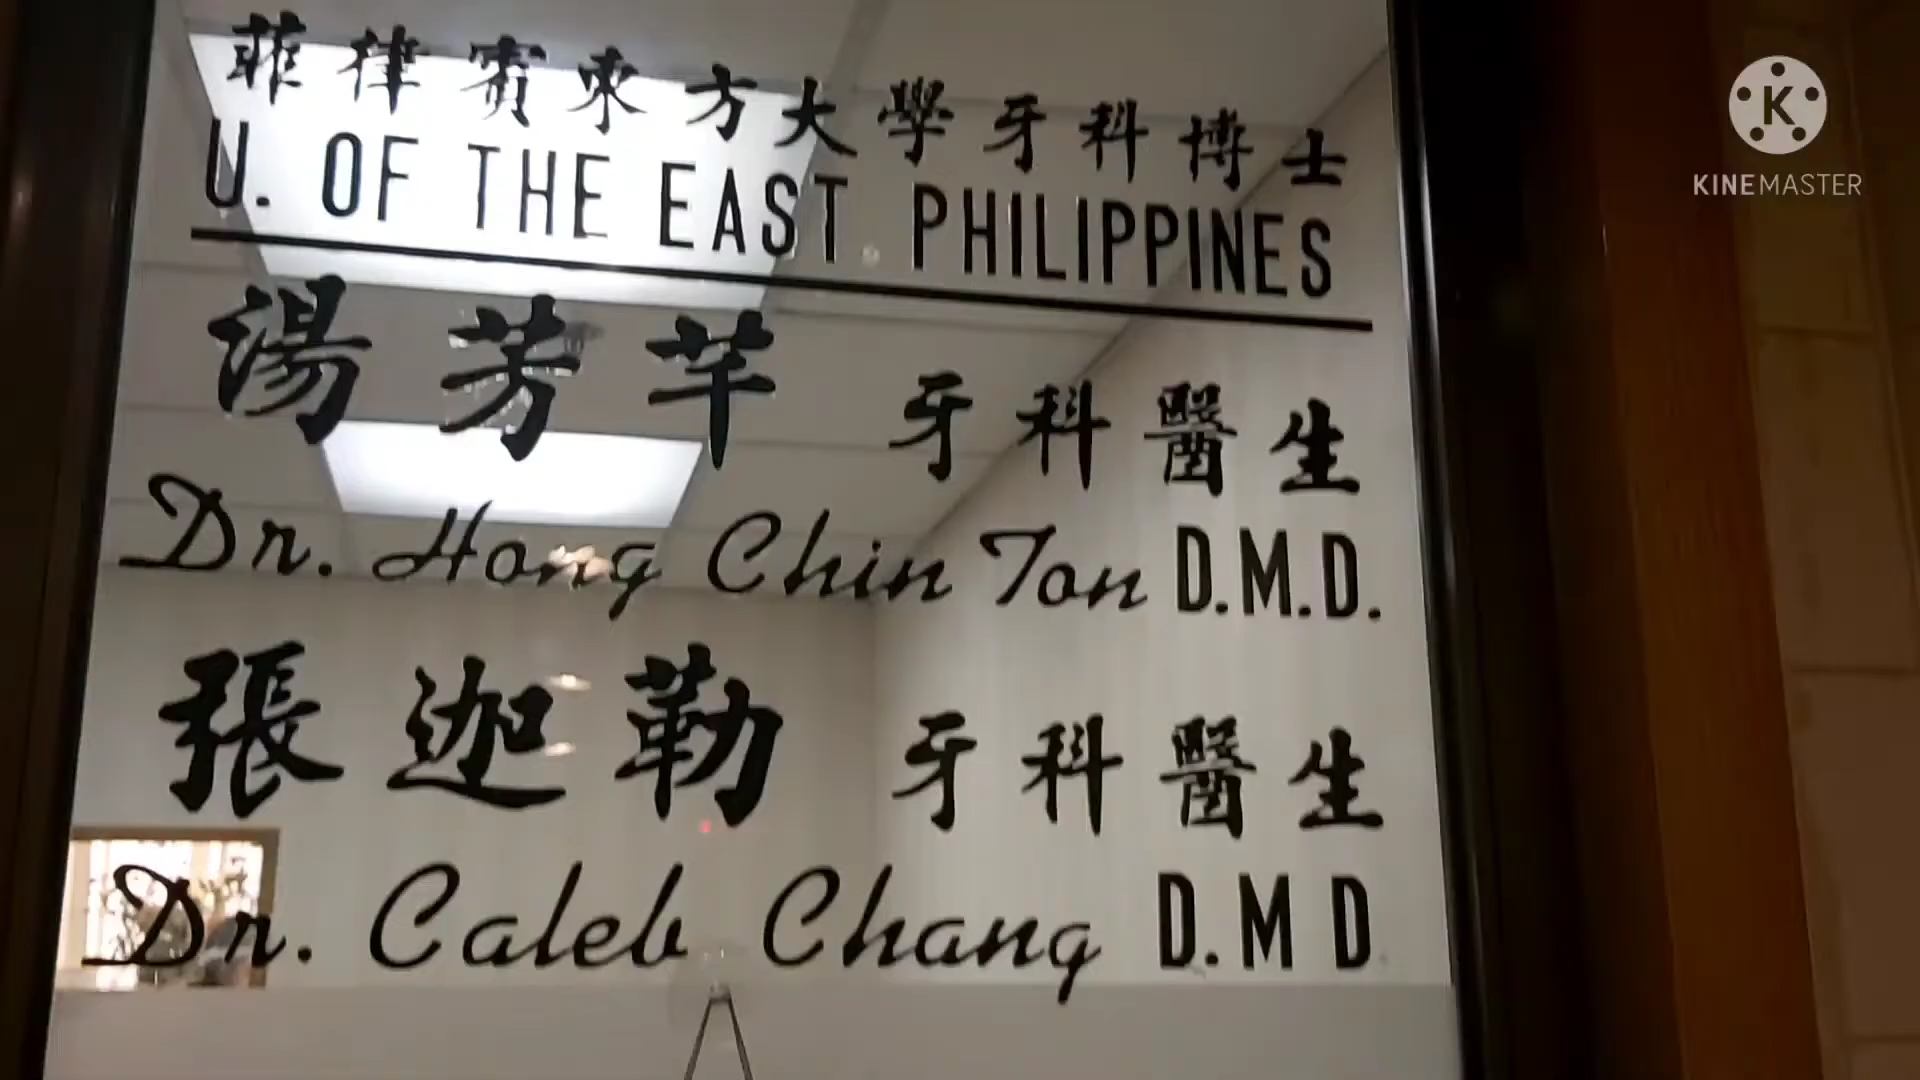 菲律賓東方大學牙科博士
U. OF THE EAST PHILIPPINES
湯芳芊 牙科醫生
Dr. Hong Chin Ton D.M.D.
張迦勒 牙科醫生
Dr. Caleb Chang D.M D
K
KINEMASTER